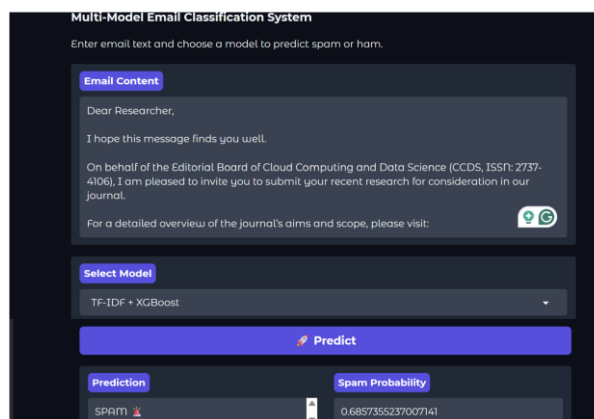 Multi-Model Email Classification System
Enter email text and choose a model to predict spam or ham.
Email Content
Dear Researcher,
I hope this message finds you well.
On behalf of the Editorial Board of Cloud Computing and Data Science (CCDS, ISSN: 2737-
4106), I am pleased to invite you to submit your recent research for consideration in our
journal.
For a detailed overview of the journal's aims and scope, please visit:
Select Model
TF-IDF + XGBoost
🚀 Predict
Prediction
Spam Probability
SPAM 🚨
0.6857355237007141